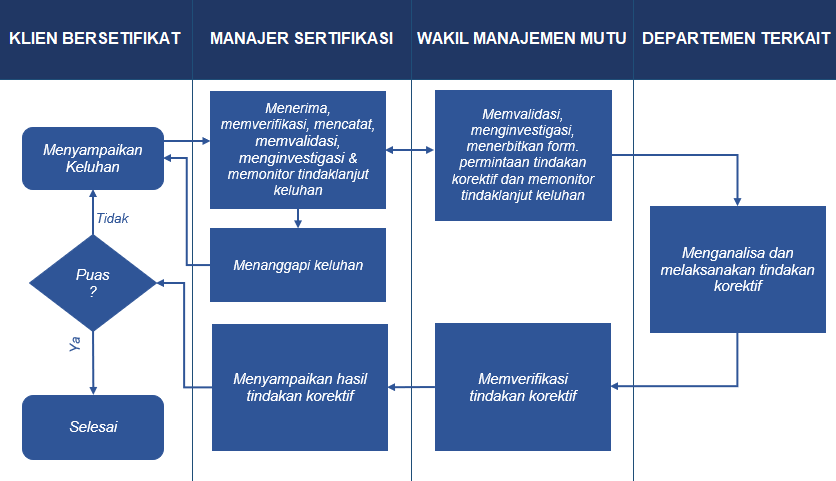 KLIEN BERSETIFIKAT
MANAJER SERTIFIKASI
WAKIL MANAJEMEN MUTU
DEPARTEMEN TERKAIT
Menyampaikan
Keluhan
Menerima,
memverifikasi, mencatat,
memvalidasi,
menginvestigasi &
memonitor tindaklanjut
keluhan
Memvalidasi,
menginvestigasi,
menerbitkan form.
permintaan tindakan
korektif dan memonitor
tindaklanjut keluhan
Tidak
Menanggapi keluhan
Menganalisa dan
melaksanakan tindakan
korektif
Puas
?
Ya
Menyampaikan hasil
tindakan korektif
Memverifikasi
tindakan korektif
Selesai